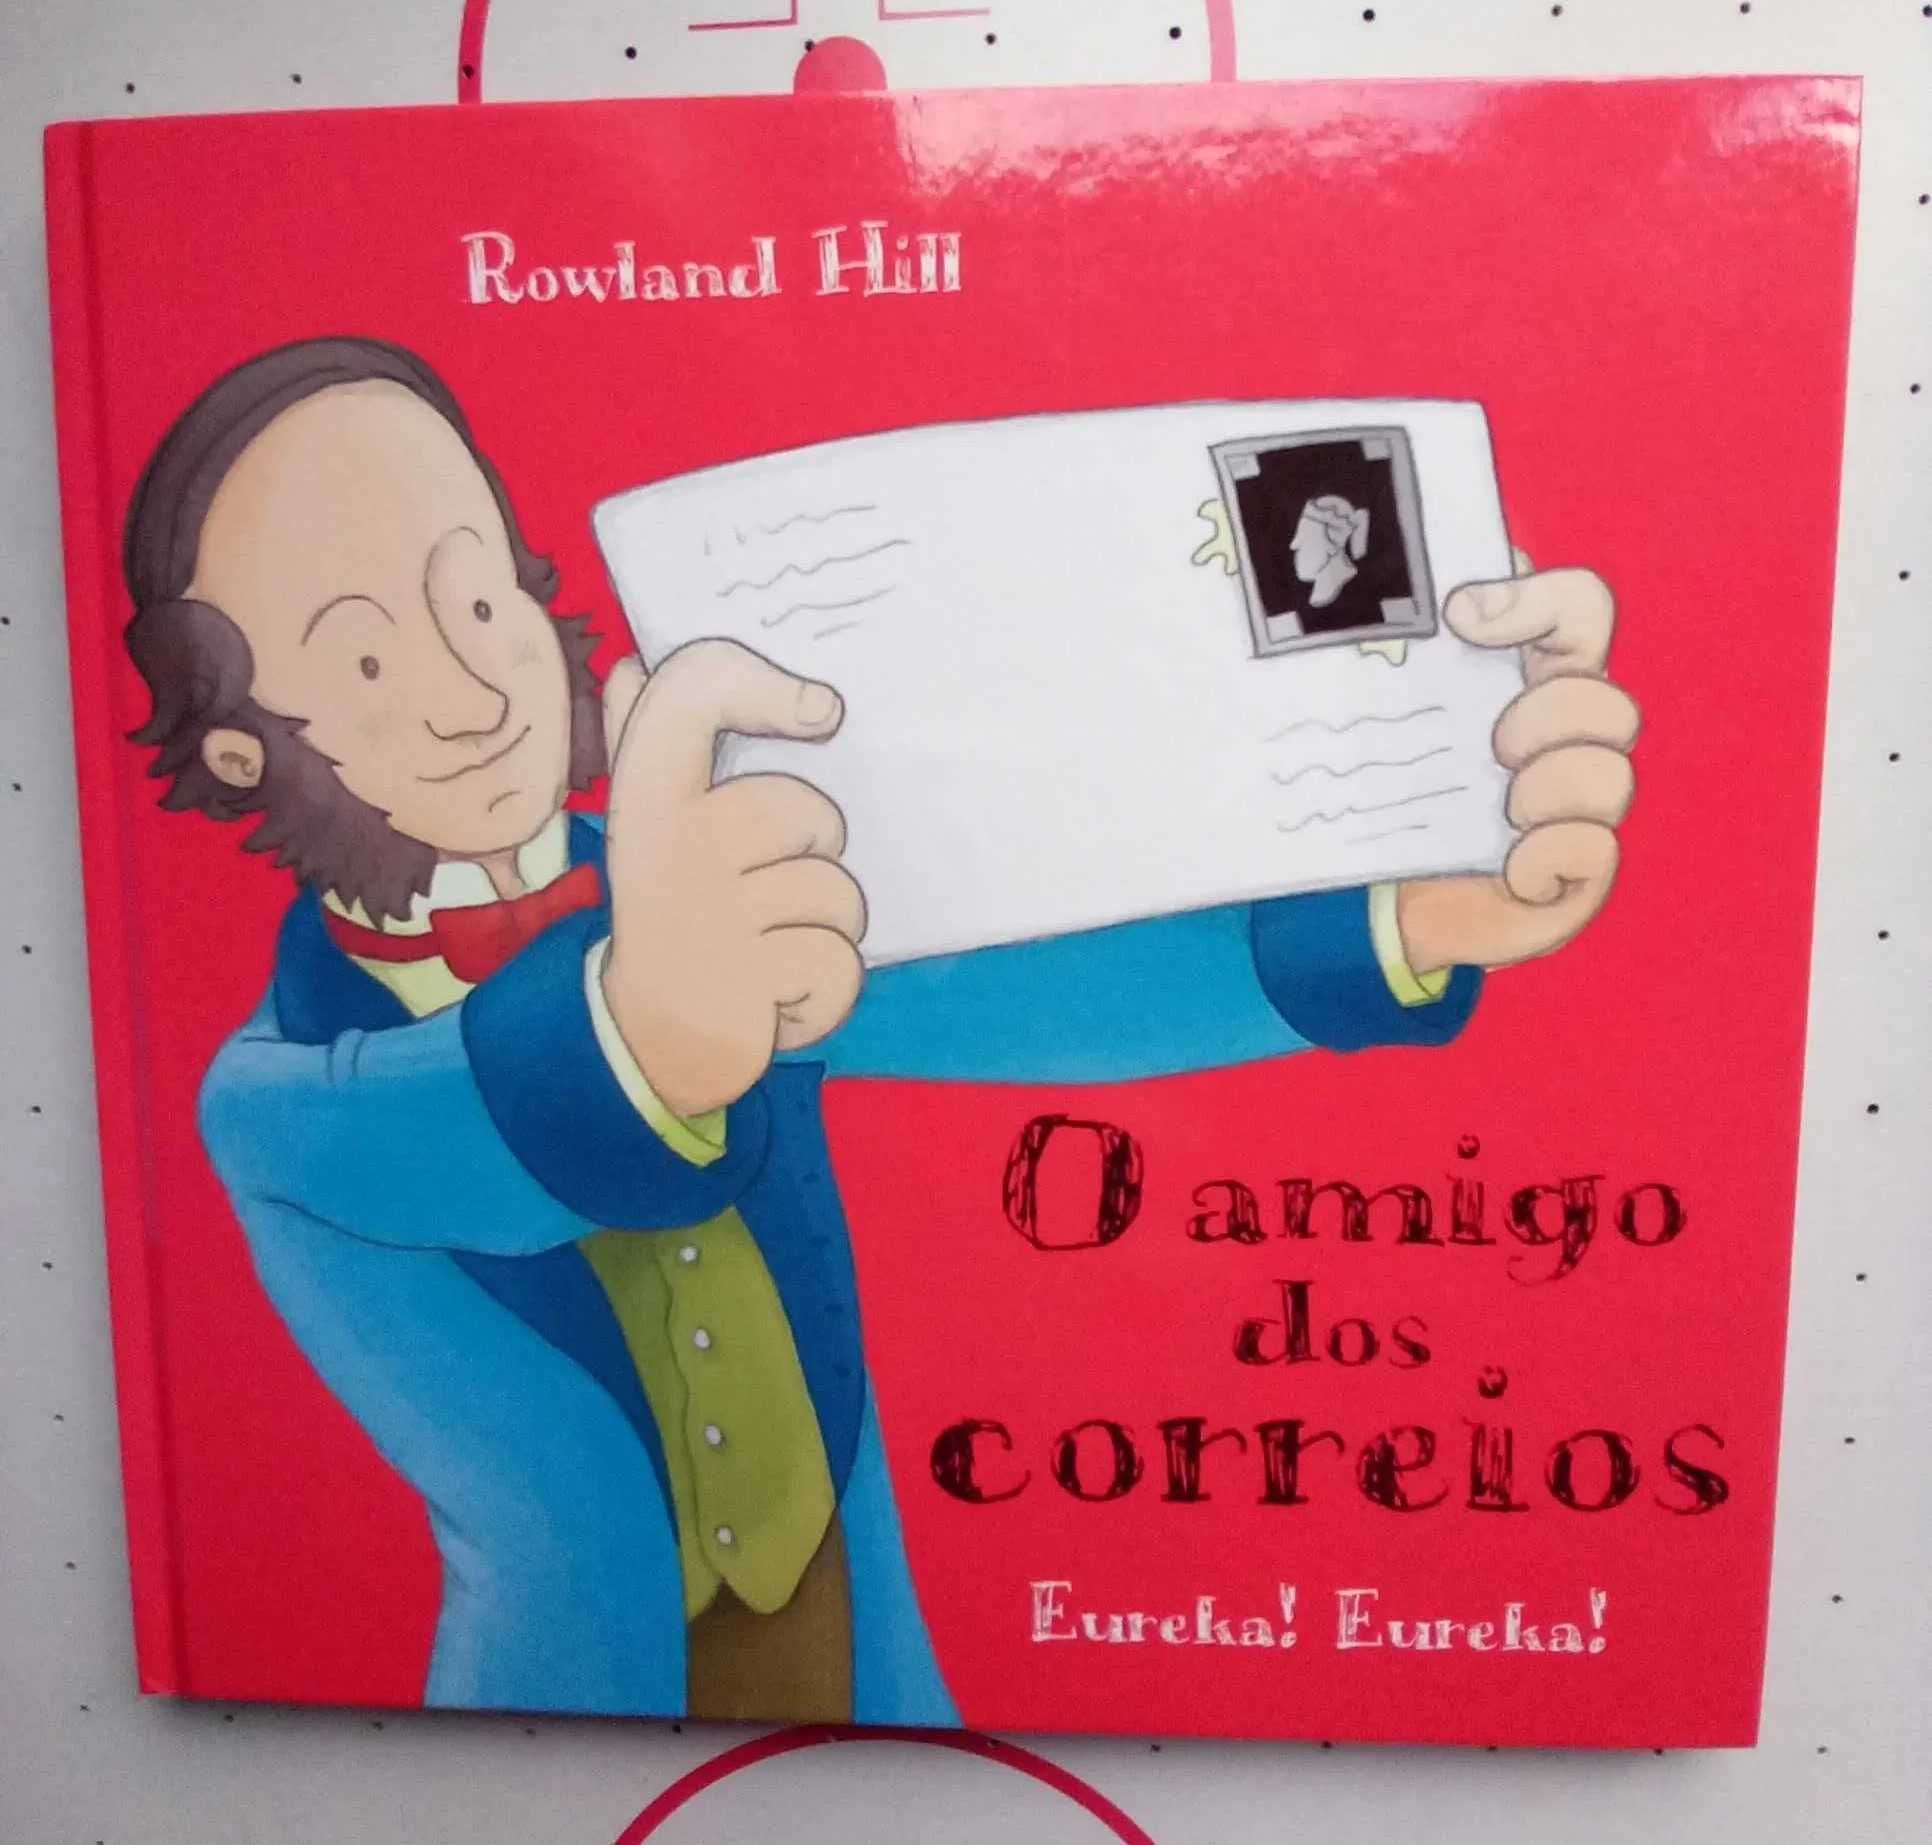 Rowland Hill
O amigo
dos
correios
Eureka! Eureka!